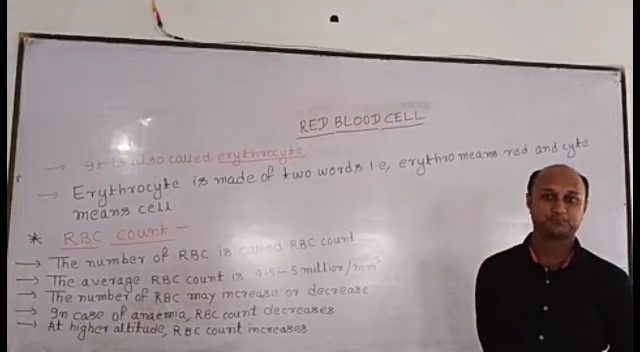 RED BLOOD CELL
→ It is also called erythrocyte
→ Erythrocyte is made of two words i.e, erythro means red and cyte
means cell.
* RBC count —
→ The number of RBC is called RBC count
→ The average RBC count is 4.5-5 million/mm³
→ The number of RBC may increase or decrease
→ In case of anaemia, RBC count decreases
→ At higher altitude, RBC count increases